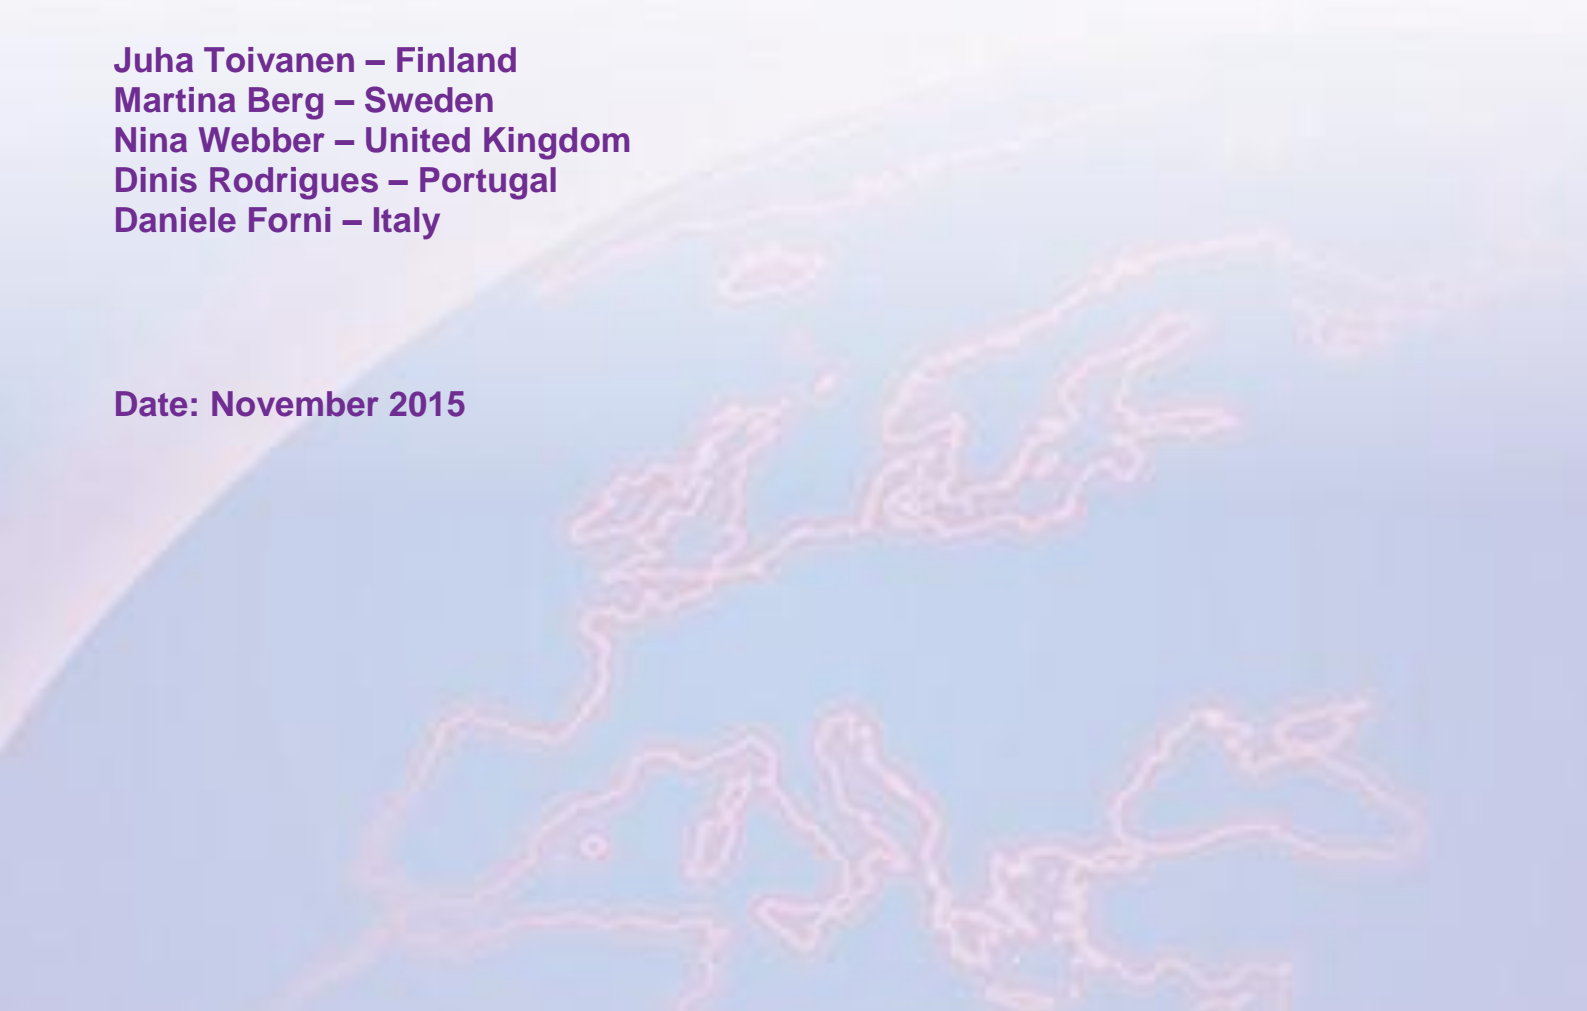 Juha Toivanen – Finland
Martina Berg – Sweden
Nina Webber – United Kingdom
Dinis Rodrigues – Portugal
Daniele Forni – Italy
Date: November 2015